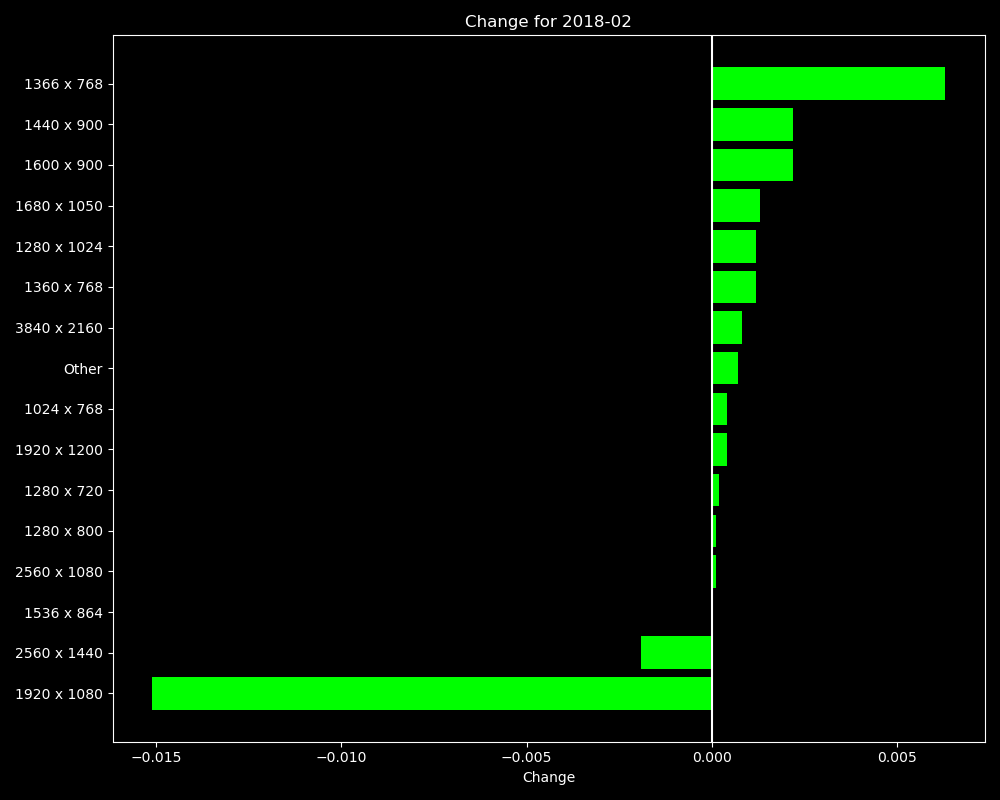 Change for 2018-02
1366 x 768
1440 x 900
1600 x 900
1680 x 1050
1280 x 1024
1360 x 768
3840 x 2160
Other
1024 x 768
1920 x 1200
1280 x 720
1280 x 800
2560 x 1080
1536 x 864
2560 x 1440
1920 x 1080
−0.015 −0.010 −0.005 0.000 0.005
Change